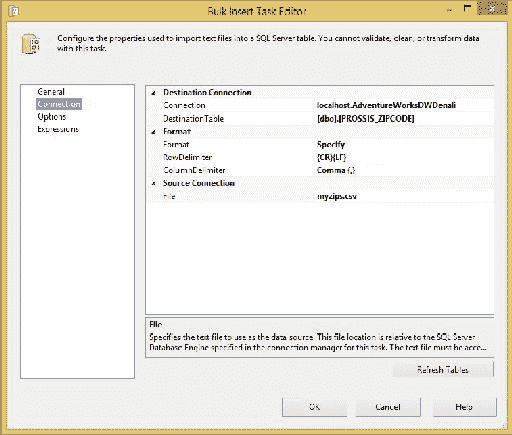 Bulk Insert Task Editor
Configure the properties used to import text files into a SQL Server table. You cannot validate, clean, or transform data
with this task.
General
Connection
Options
Expressions
Destination Connection
Connection localhost.AdventureWorksDWDenali
DestinationTable [dbo].[PROSSIS_ZIPCODE]
Format
Format Specify
RowDelimiter {CR}{LF}
ColumnDelimiter Comma {,}
Source Connection
File myzips.csv
File
Specifies the text file to use as the data source. This file location is relative to the SQL Server
Database Engine specified in the connection manager for this task. The text file must be acce...
Refresh Tables
OK Cancel Help